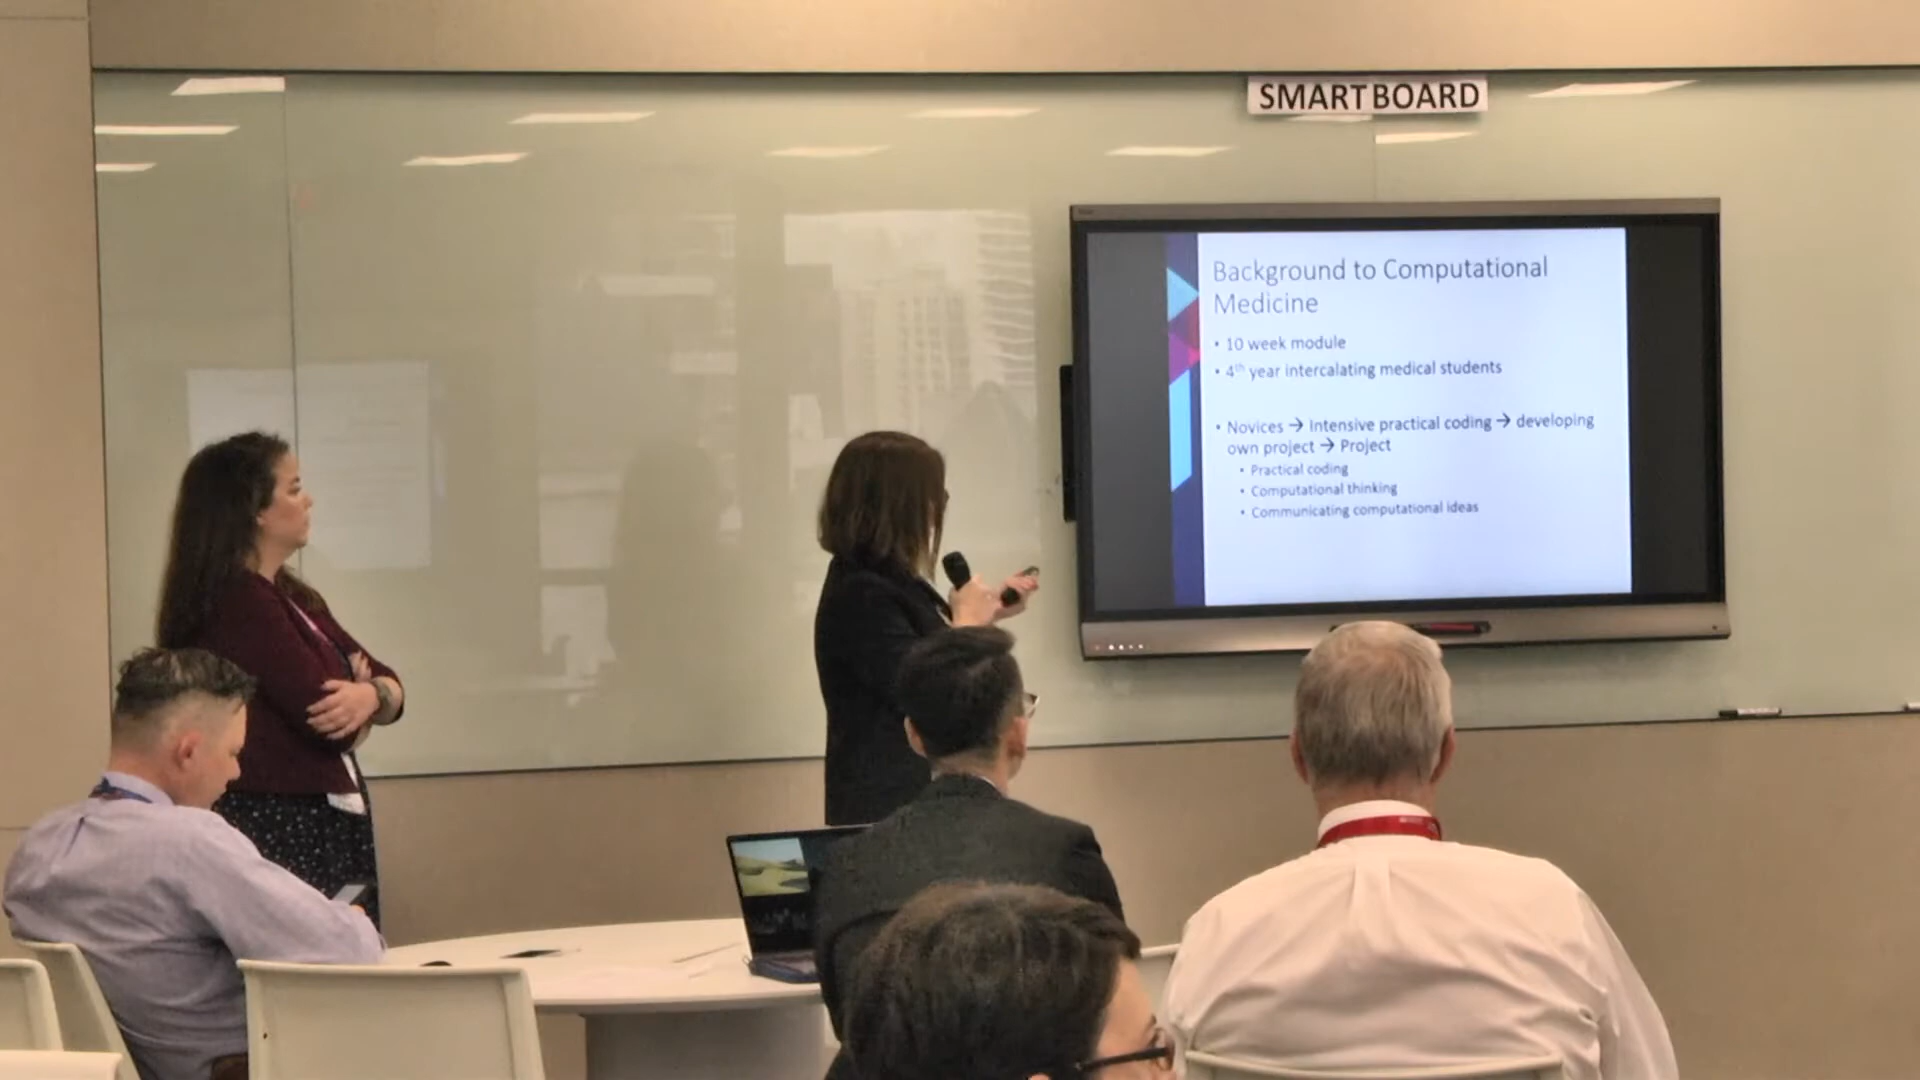 SMARTBOARD
Background to Computational
Medicine
• 10 week module
• 4th year intercalating medical students
• Novices → Intensive practical coding → developing
own project → Project
• Practical coding
• Computational thinking
• Communicating computational ideas